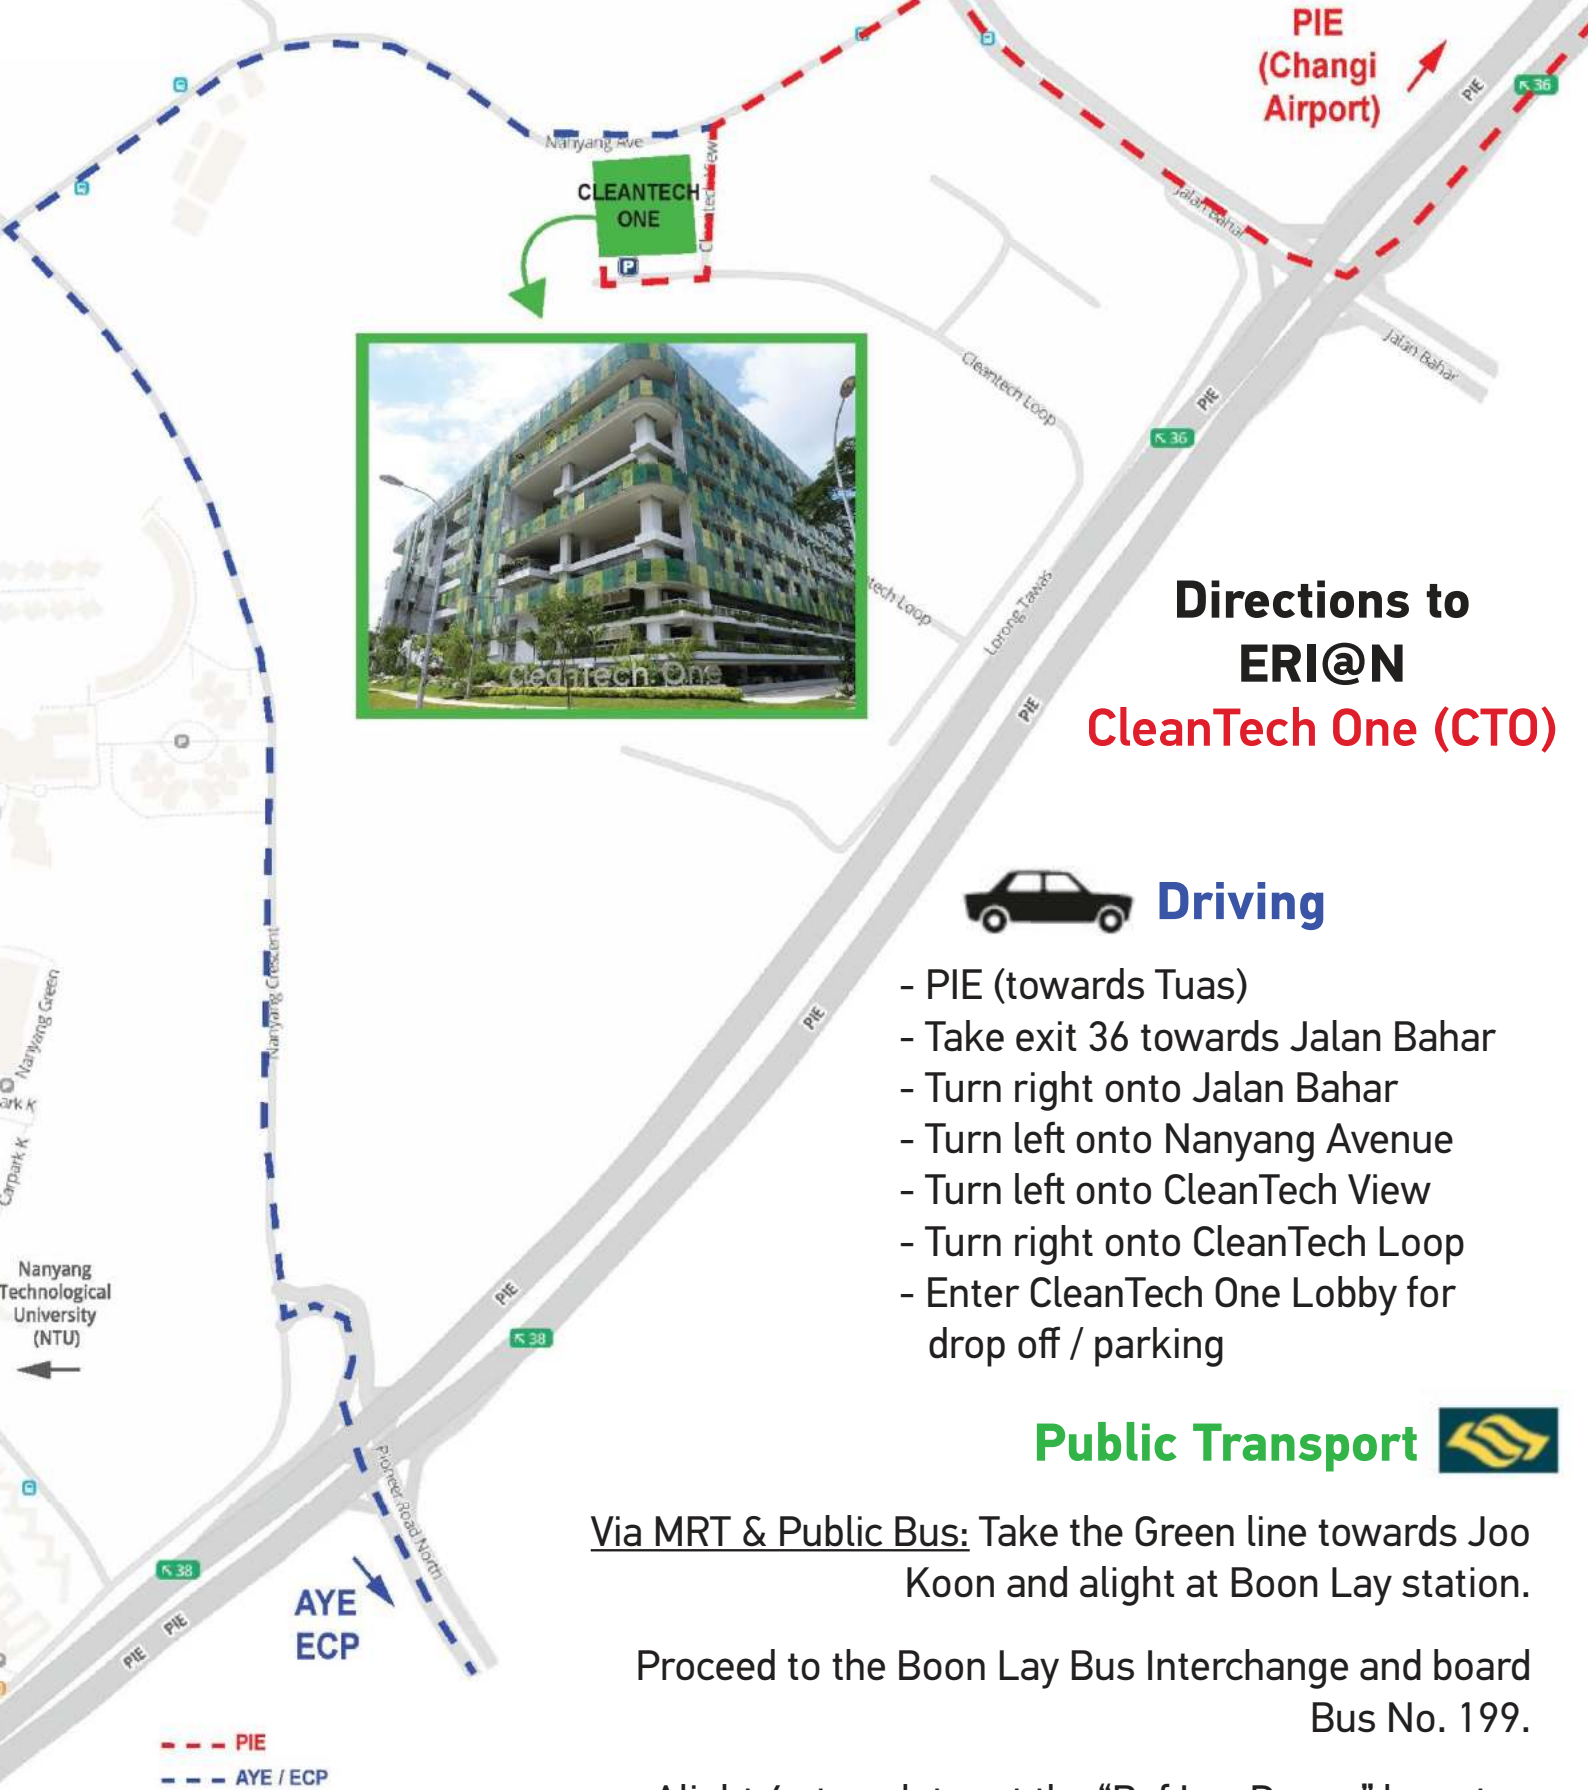 PIE
(Changi
Airport)
PIE
36
Nanyang Ave
CLEANTECH
ONE
Cleantech View
P
Jalan Bahar
Jalan Bahar
Cleantech Loop
PIE
36
CleanTech One
tech Loop
Lorong Tawas
PIE
Directions to
ERI@N
CleanTech One (CTO)
Driving
- PIE (towards Tuas)
- Take exit 36 towards Jalan Bahar
- Turn right onto Jalan Bahar
- Turn left onto Nanyang Avenue
- Turn left onto CleanTech View
- Turn right onto CleanTech Loop
- Enter CleanTech One Lobby for
drop off / parking
Nanyang Crescent
Nanyang Green
ark K
Carpark K
PIE
Nanyang
Technological
University
(NTU)
PIE
38
Pioneer Road North
38
PIE
PIE
AYE
ECP
Public Transport
Via MRT & Public Bus: Take the Green line towards Joo
Koon and alight at Boon Lay station.
Proceed to the Boon Lay Bus Interchange and board
Bus No. 199.
PIE
AYE / ECP